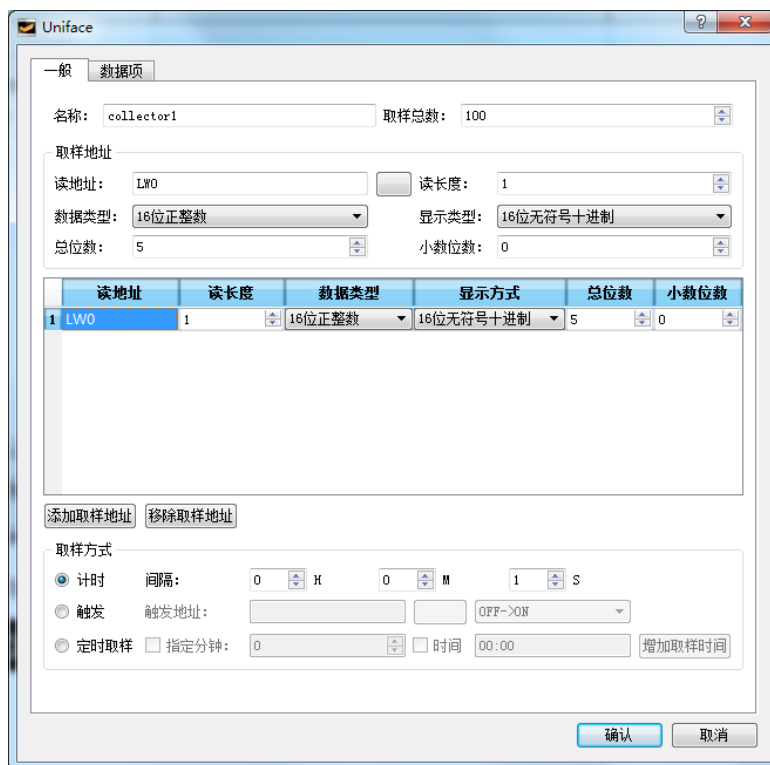 Uniface
一般 数据项
名称: collector1 取样总数: 100
取样地址
读地址: LW0 读长度: 1
数据类型: 16位正整数 显示类型: 16位无符号十进制
总位数: 5 小数位数: 0
读地址 读长度 数据类型 显示方式 总位数 小数位数
1 LW0 1 16位正整数 16位无符号十进制 5 0
添加取样地址 移除取样地址
取样方式
计时 间隔: 0 H 0 M 1 S
触发 触发地址: OFF->ON
定时取样 指定分钟: 0 时间 00:00 增加取样时间
确认 取消